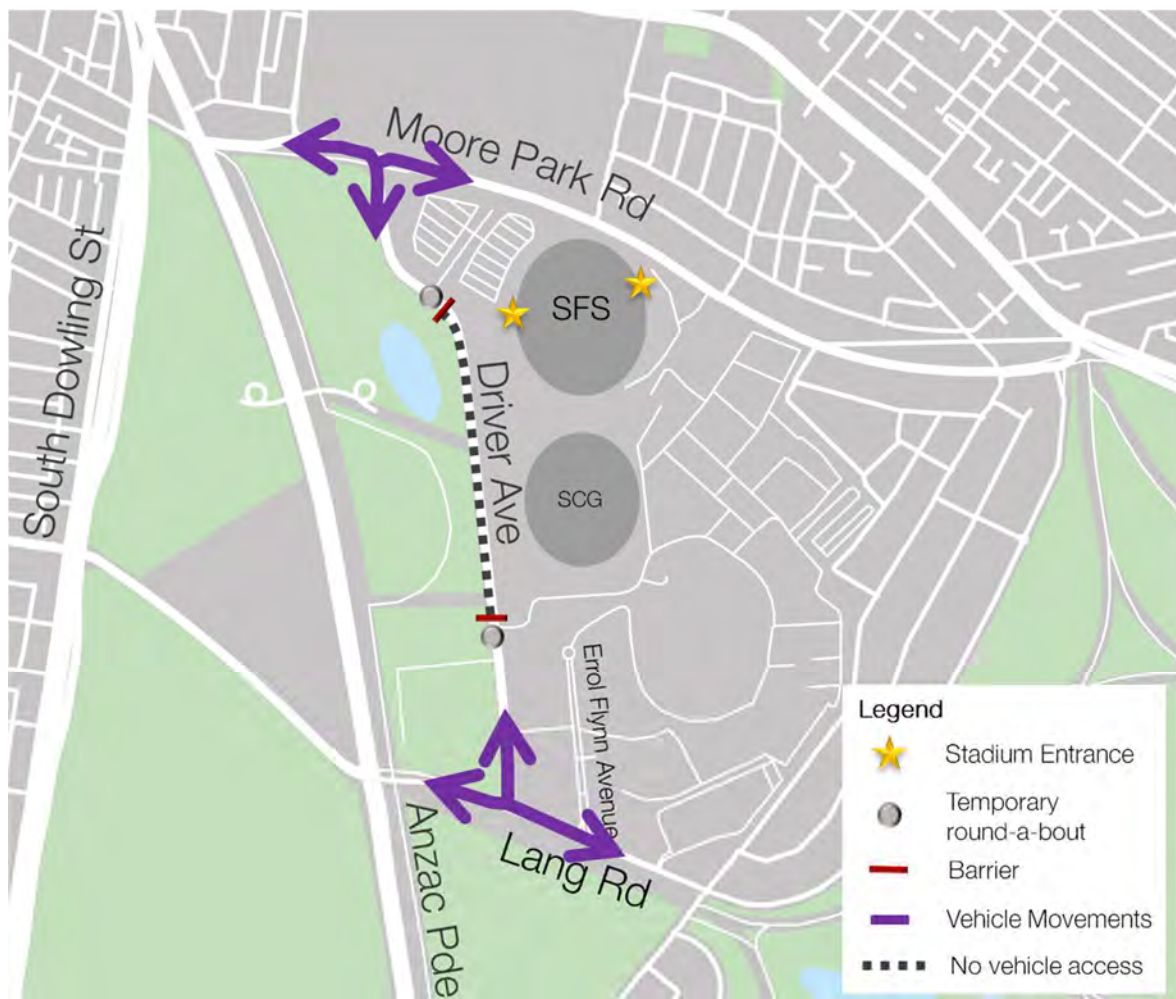 Moore Park Rd
South Dowling St
SFS
Driver Ave
SCG
Errol Flynn Avenue
Lang Rd
Anzac Pde
Legend
Stadium Entrance
Temporary
round-a-bout
Barrier
Vehicle Movements
No vehicle access